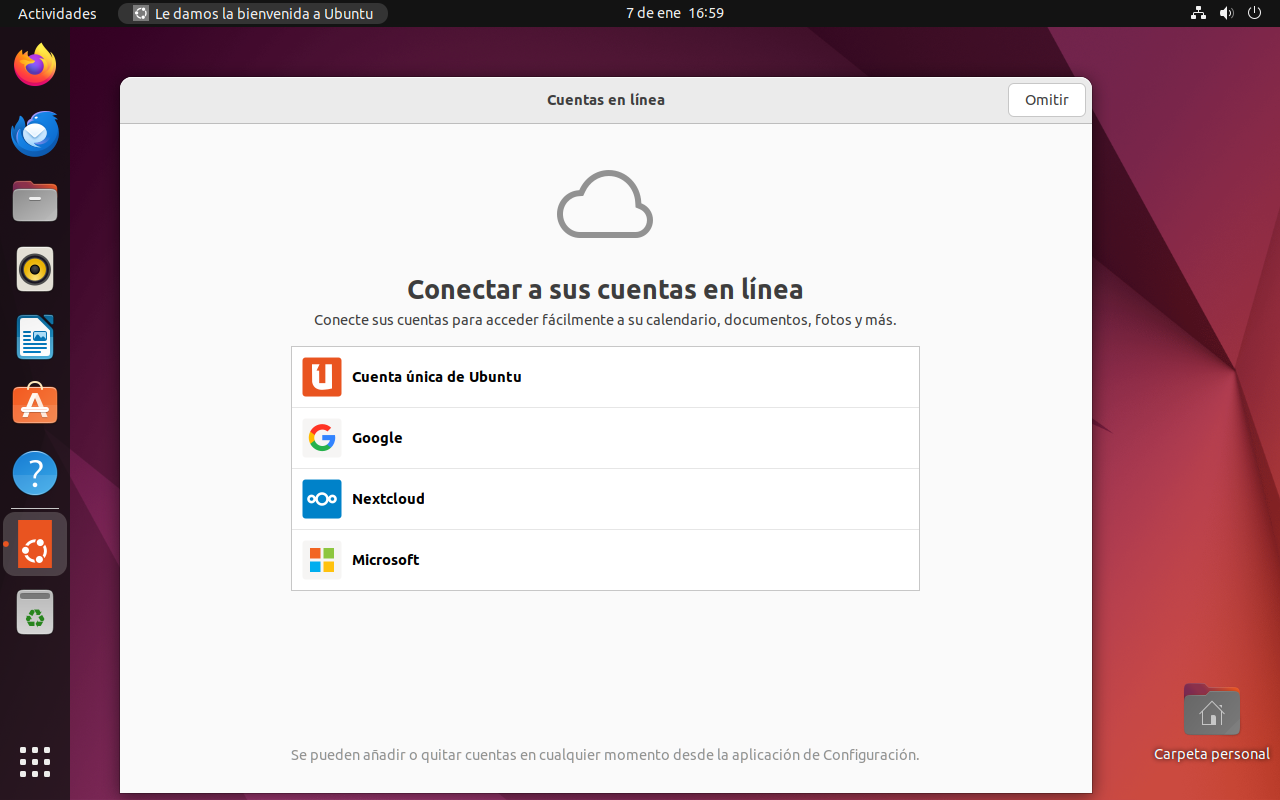 Actividades
Le damos la bienvenida a Ubuntu
7 de ene 16:59
Cuentas en línea
Omitir
Conectar a sus cuentas en línea
Conecte sus cuentas para acceder fácilmente a su calendario, documentos, fotos y más.
Cuenta única de Ubuntu
Google
Nextcloud
Microsoft
Se pueden añadir o quitar cuentas en cualquier momento desde la aplicación de Configuración.
Carpeta personal